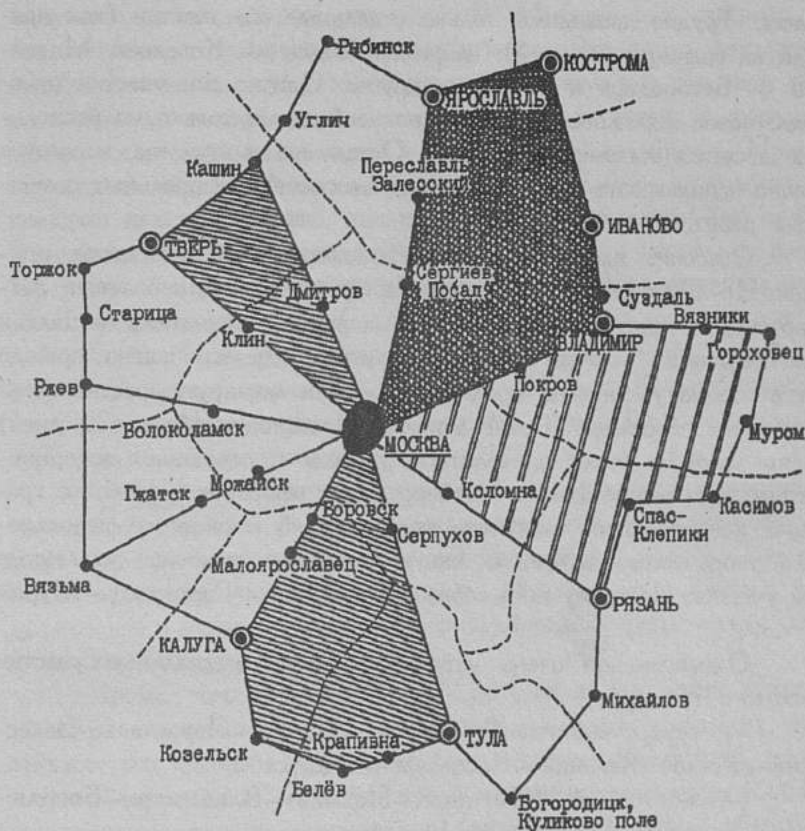 Рыбинск
КОСТРОМА
ЯРОСЛАВЛЬ
Углич
Кашин
Переславль
Залесский
ТВЕРЬ
ИВАНОВО
Торжок
Сергиев
Посад
Дмитров
Суздаль
Старица
Вязники
Клин
ВЛАДИМИР
Гороховец
Ржев
Покров
Волоколамск
МОСКВА
Муром
Можайск
Гжатск
Коломна
Касимов
Боровск
Спас-
Клепики
Серпухов
Малоярославец
Вязьма
РЯЗАНЬ
КАЛУГА
Михайлов
Козельск
Крапивна
ТУЛА
Белёв
Богородицк,
Куликово поле